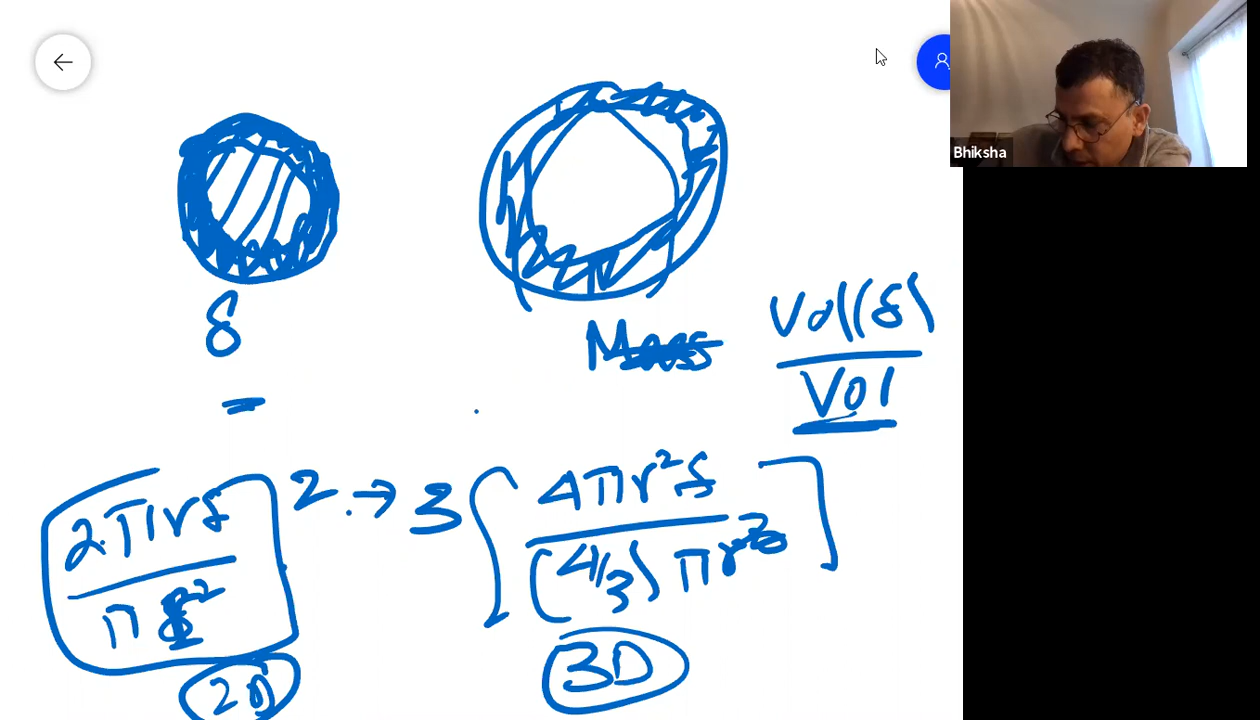 Bhiksha
δ
Mass
Vol(δ)
Vol
2πrδ
πr²
2 → 3
4πr²δ
(4/3) πr³
2D
3D